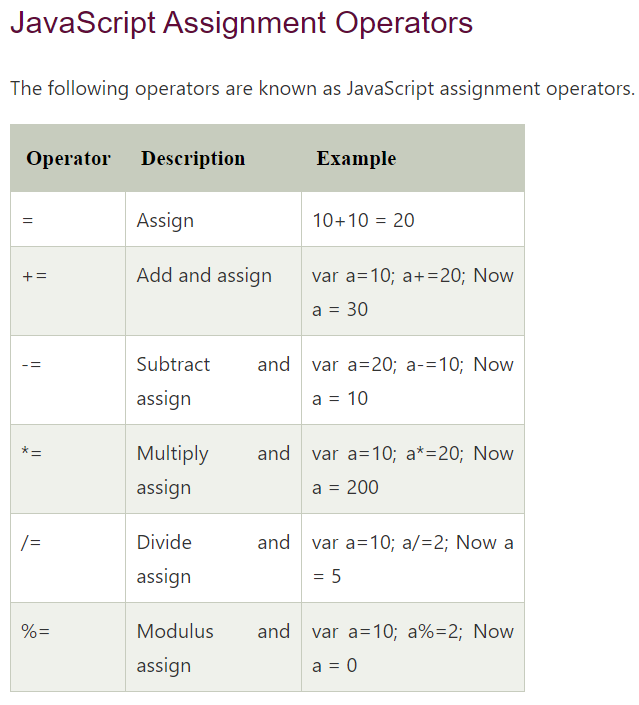 JavaScript Assignment Operators
The following operators are known as JavaScript assignment operators.
Operator Description Example
= Assign 10+10 = 20
+= Add and assign var a=10; a+=20; Now
a = 30
-= Subtract and var a=20; a-=10; Now
assign a = 10
*= Multiply and var a=10; a*=20; Now
assign a = 200
/= Divide and var a=10; a/=2; Now a
assign = 5
%= Modulus and var a=10; a%=2; Now
assign a = 0